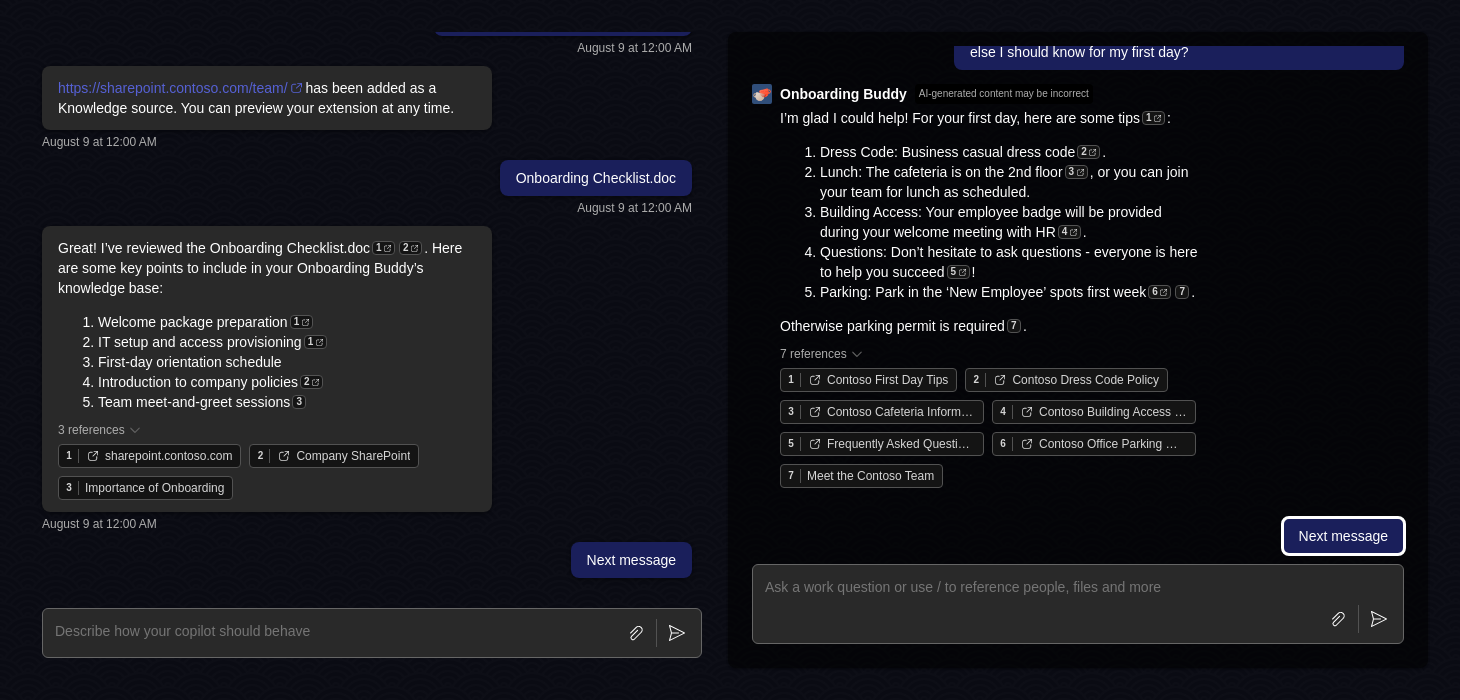 August 9 at 12:00 AM
https://sharepoint.contoso.com/team/ has been added as a
Knowledge source. You can preview your extension at any time.
August 9 at 12:00 AM
Onboarding Checklist.doc
August 9 at 12:00 AM
Great! I’ve reviewed the Onboarding Checklist.doc 1 2 . Here
are some key points to include in your Onboarding Buddy’s
knowledge base:
1. Welcome package preparation 1
2. IT setup and access provisioning 1
3. First-day orientation schedule
4. Introduction to company policies 2
5. Team meet-and-greet sessions 3
3 references
1 sharepoint.contoso.com 2 Company SharePoint
3 Importance of Onboarding
August 9 at 12:00 AM
Next message
Describe how your copilot should behave
else I should know for my first day?
Onboarding Buddy AI-generated content may be incorrect
I’m glad I could help! For your first day, here are some tips 1 :
1. Dress Code: Business casual dress code 2 .
2. Lunch: The cafeteria is on the 2nd floor 3 , or you can join
your team for lunch as scheduled.
3. Building Access: Your employee badge will be provided
during your welcome meeting with HR 4 .
4. Questions: Don’t hesitate to ask questions - everyone is here
to help you succeed 5 !
5. Parking: Park in the ‘New Employee’ spots first week 6 7 .
Otherwise parking permit is required 7 .
7 references
1 Contoso First Day Tips 2 Contoso Dress Code Policy
3 Contoso Cafeteria Inform… 4 Contoso Building Access …
5 Frequently Asked Questi… 6 Contoso Office Parking …
7 Meet the Contoso Team
Next message
Ask a work question or use / to reference people, files and more